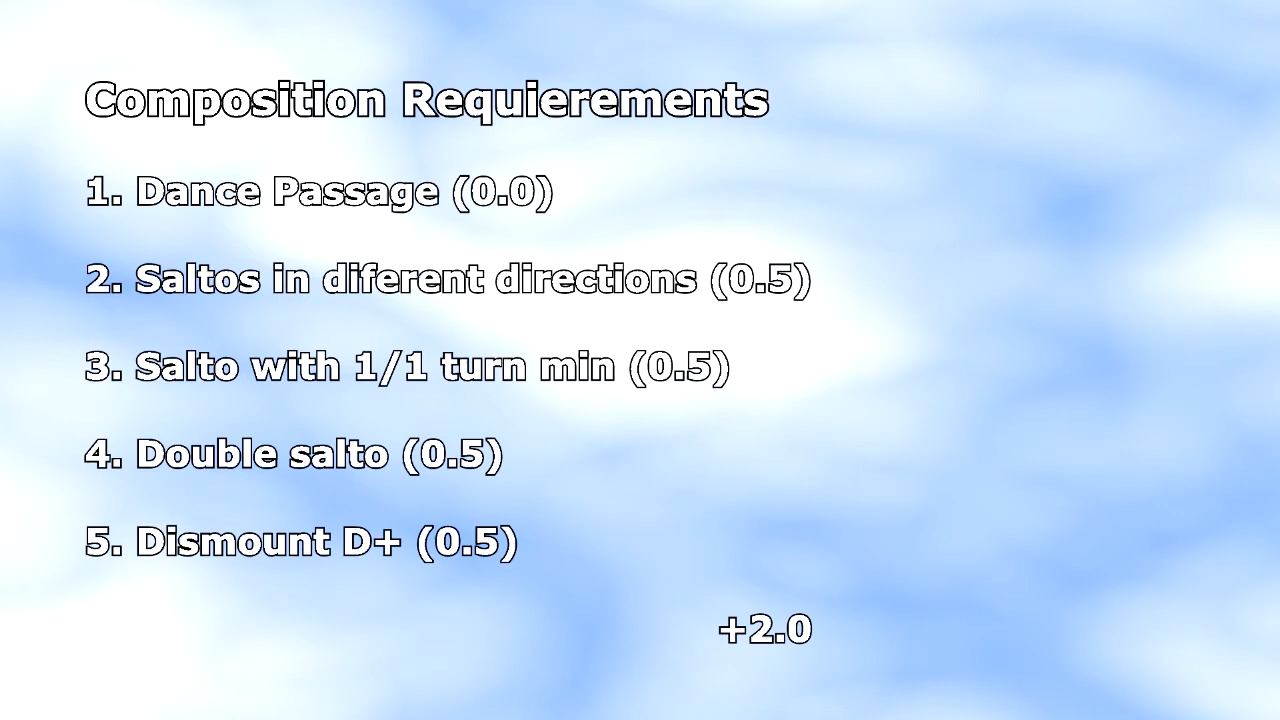 Composition Requierements
1. Dance Passage (0.0)
2. Saltos in diferent directions (0.5)
3. Salto with 1/1 turn min (0.5)
4. Double salto (0.5)
5. Dismount D+ (0.5)
+2.0